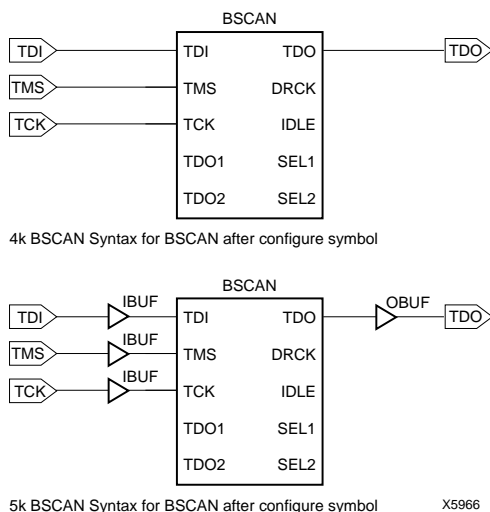 BSCAN
TDI TDI TDO TDO
TMS TMS DRCK
TCK TCK IDLE
TDO1 SEL1
TDO2 SEL2
4k BSCAN Syntax for BSCAN after configure symbol
BSCAN
TDI IBUF TDI TDO OBUF TDO
TMS IBUF TMS DRCK
TCK IBUF TCK IDLE
TDO1 SEL1
TDO2 SEL2
5k BSCAN Syntax for BSCAN after configure symbol X5966